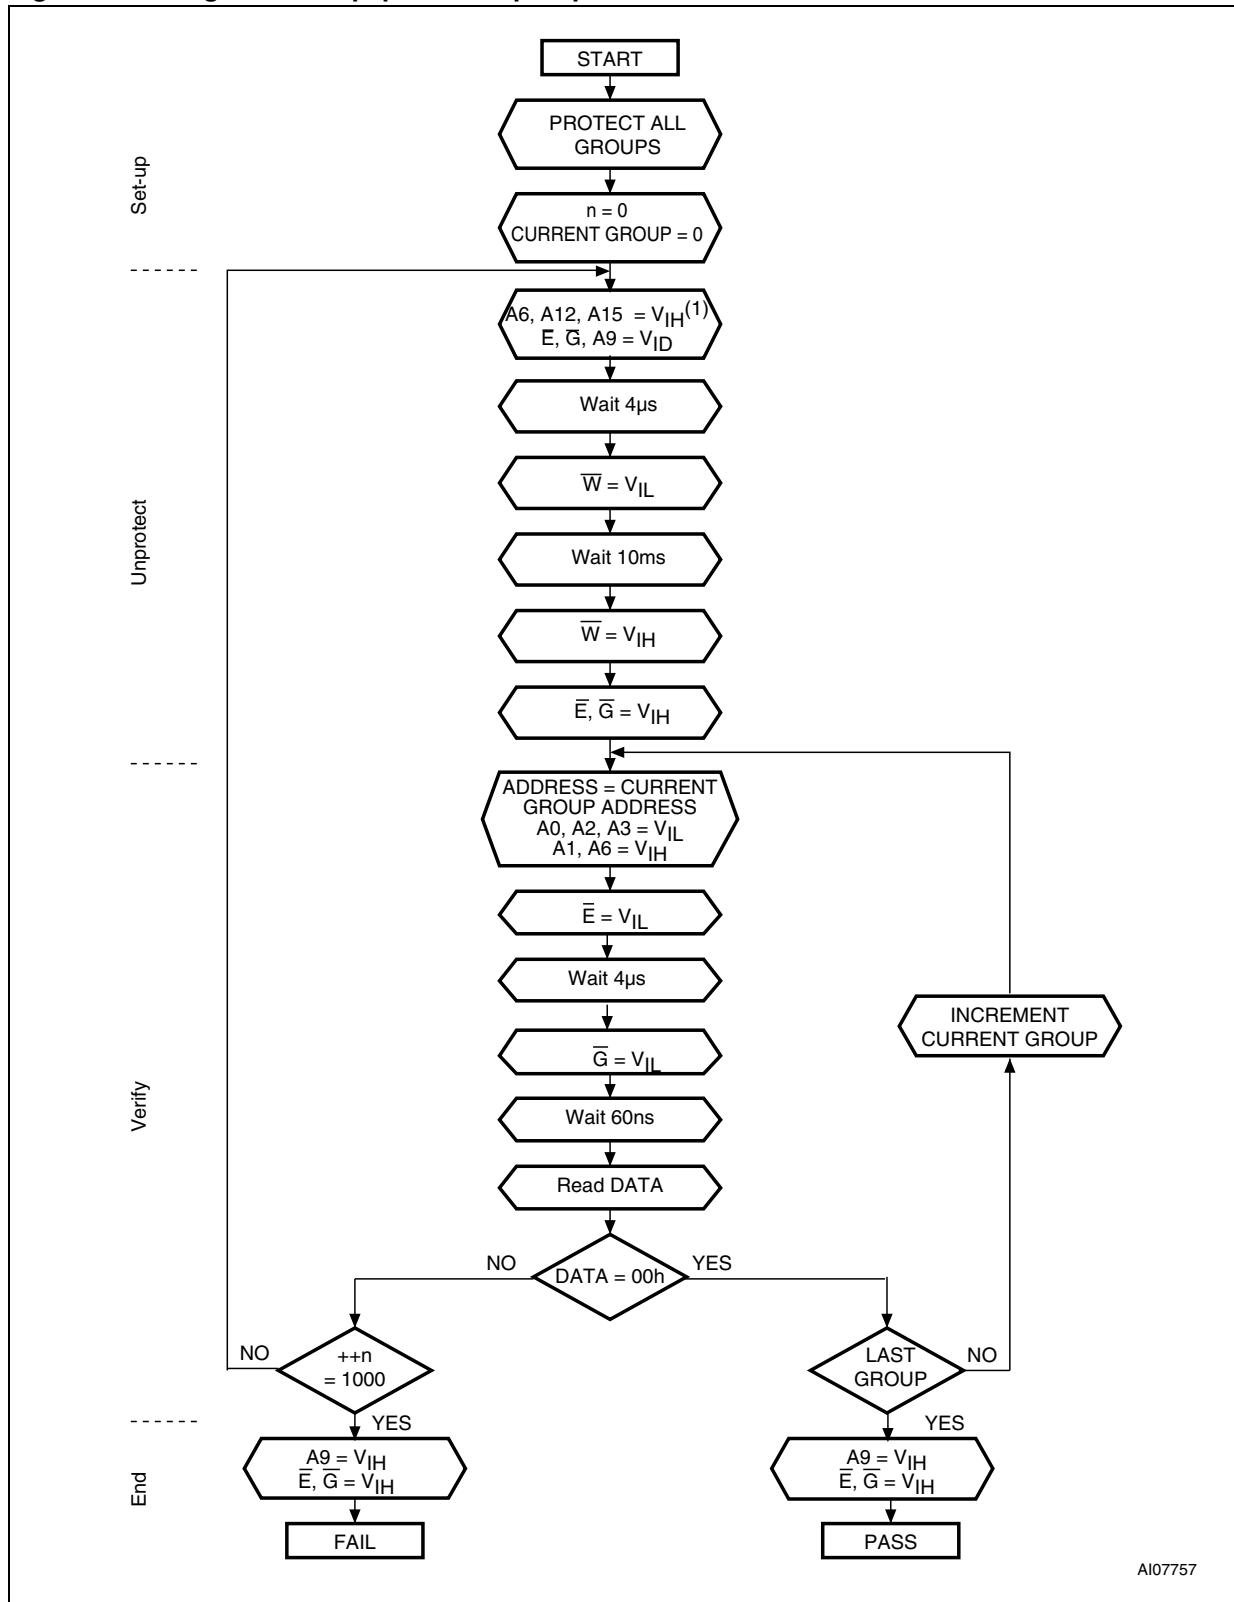 START
PROTECT ALL
GROUPS
Set-up
n = 0
CURRENT GROUP = 0
A6, A12, A15 = VIH(1)
E̅, G̅, A9 = VID
Wait 4µs
W̅ = VIL
Unprotect
Wait 10ms
W̅ = VIH
E̅, G̅ = VIH
ADDRESS = CURRENT
GROUP ADDRESS
A0, A2, A3 = VIL
A1, A6 = VIH
E̅ = VIL
Wait 4µs
INCREMENT
CURRENT GROUP
G̅ = VIL
Verify
Wait 60ns
Read DATA
NO
DATA = 00h
YES
NO
++n
= 1000
LAST
GROUP
NO
YES
YES
End
A9 = VIH
E̅, G̅ = VIH
A9 = VIH
E̅, G̅ = VIH
FAIL
PASS
AI07757